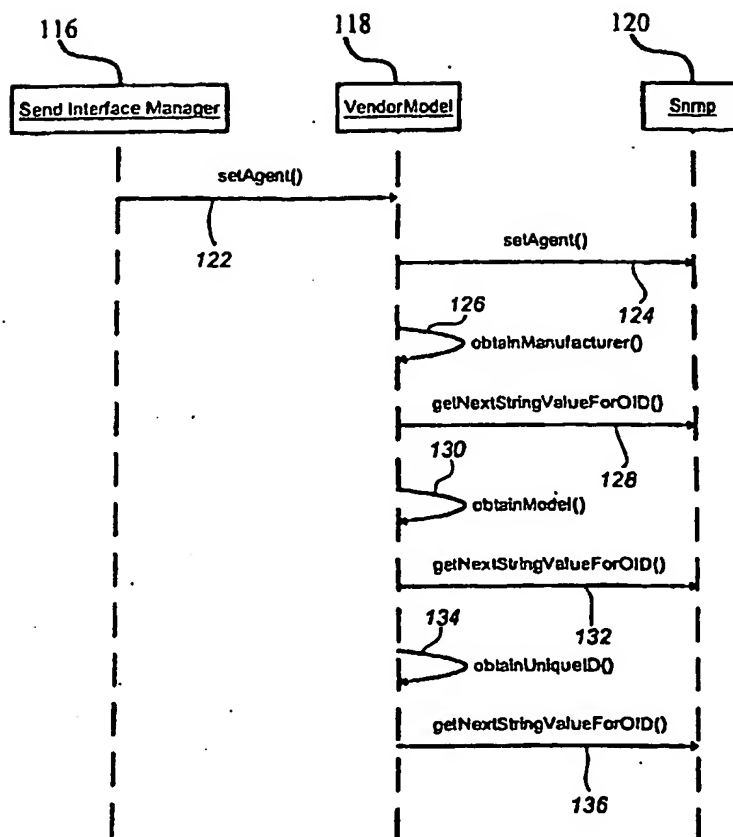 116
118
120
Send Interface Manager
VendorModel
Snmp
setAgent()
122
setAgent()
124
126
obtainManufacturer()
getNextStringValueForOID()
128
130
obtainModel()
getNextStringValueForOID()
132
134
obtainUniqueID()
getNextStringValueForOID()
136